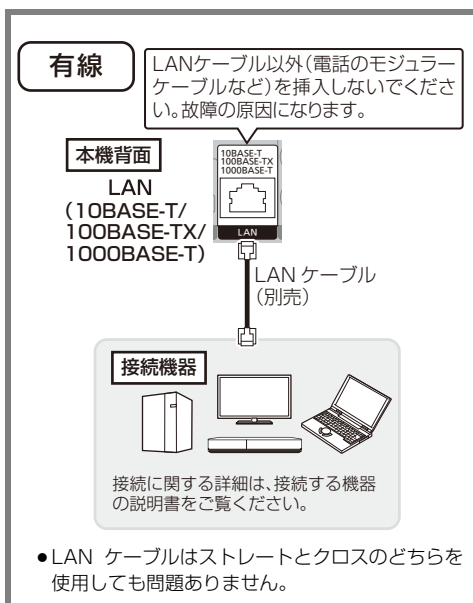 有線
LANケーブル以外（電話のモジュラー
ケーブルなど）を挿入しないでくださ
い。故障の原因になります。
本機背面
LAN
（10BASE-T/
100BASE-TX/
1000BASE-T）
10BASE-T
100BASE-TX
1000BASE-T
LAN
LAN ケーブル
（別売）
接続機器
接続に関する詳細は、接続する機器
の説明書をご覧ください。
●LAN ケーブルはストレートとクロスのどちらを
使用しても問題ありません。